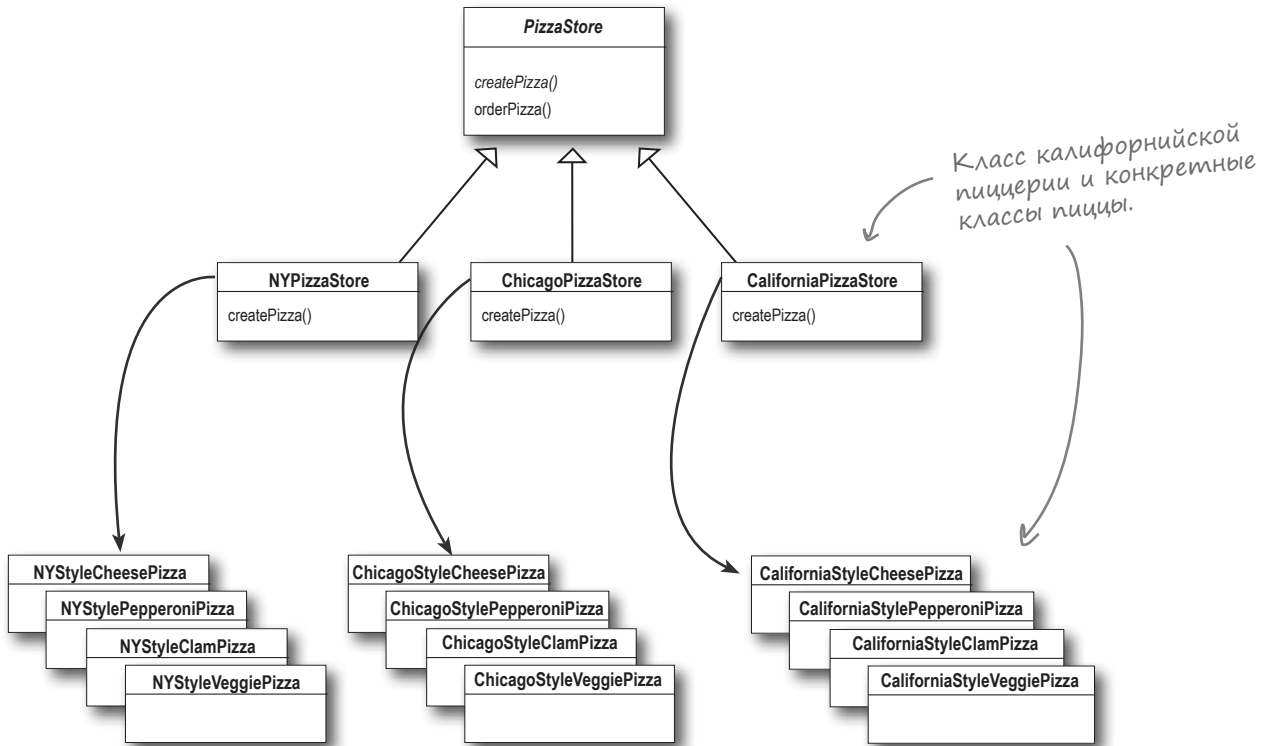 PizzaStore
createPizza()
orderPizza()
Класс калифорнийской
пиццерии и конкретные
классы пиццы.
NYPizzaStore
createPizza()
ChicagoPizzaStore
createPizza()
CaliforniaPizzaStore
createPizza()
NYStyleCheesePizza
NYStylePepperoniPizza
NYStyleClamPizza
NYStyleVeggiePizza
ChicagoStyleCheesePizza
ChicagoStylePepperoniPizza
ChicagoStyleClamPizza
ChicagoStyleVeggiePizza
CaliforniaStyleCheesePizza
CaliforniaStylePepperoniPizza
CaliforniaStyleClamPizza
CaliforniaStyleVeggiePizza